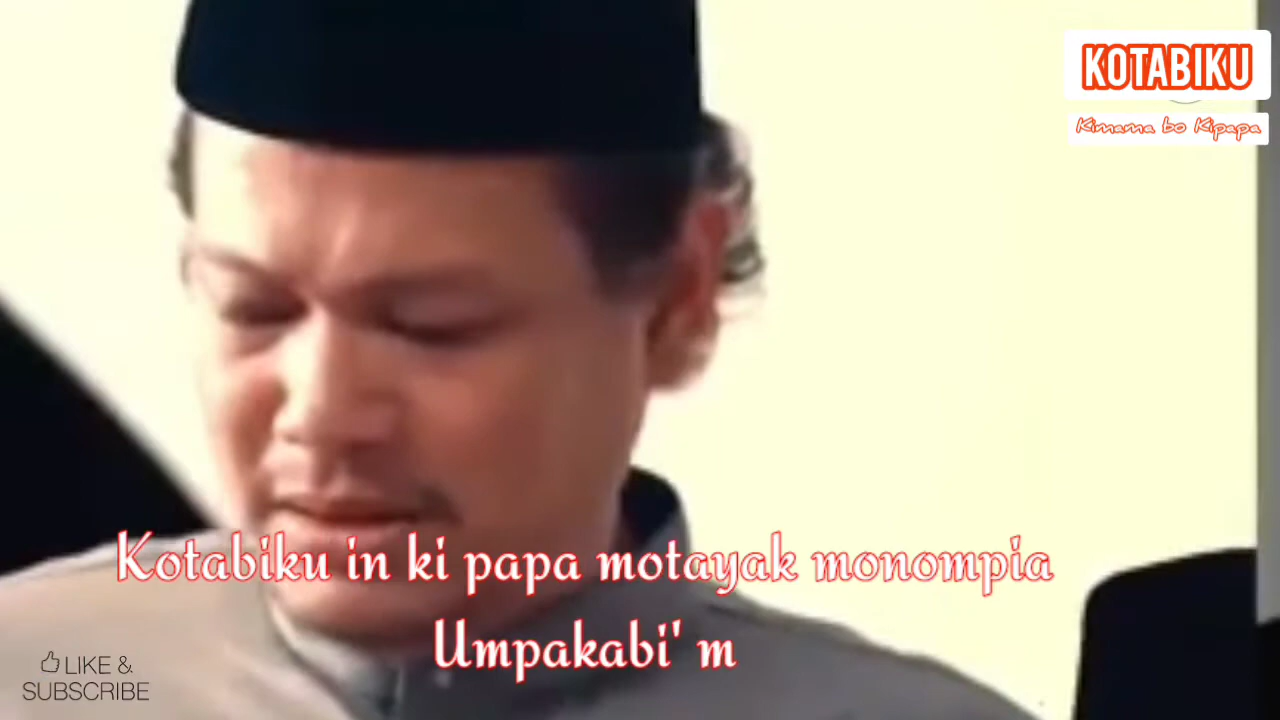 KOTABIKU
Kimama bo Kipapa
Kotabiku in ki papa motayak monompia
Umpakabi' m
LIKE &
SUBSCRIBE